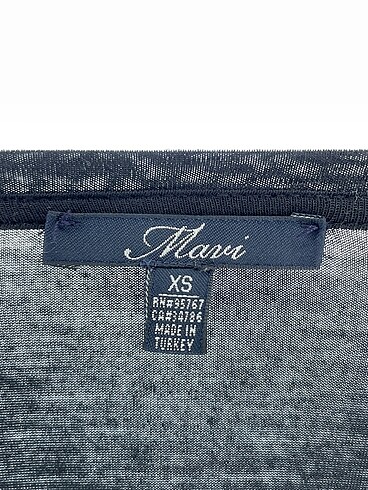 Mavi
XS
RN#95767
CA#34786
MADE IN
TURKEY